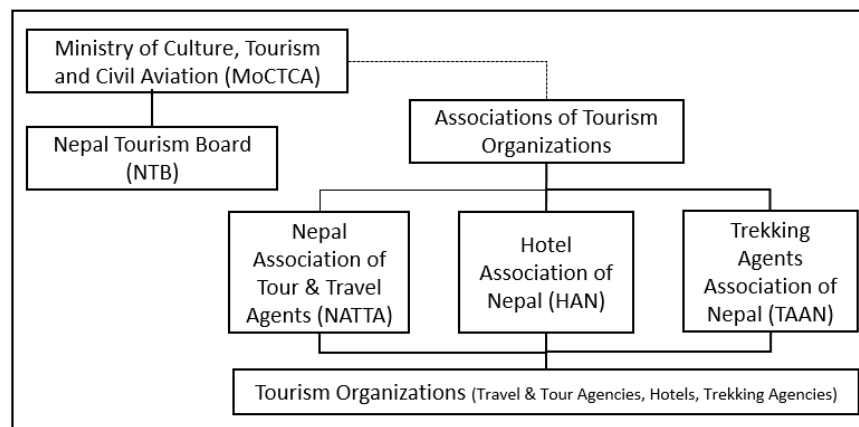 Ministry of Culture, Tourism
and Civil Aviation (MoCTCA)
Nepal Tourism Board
(NTB)
Associations of Tourism
Organizations
Nepal
Association of
Tour & Travel
Agents (NATTA)
Hotel
Association of
Nepal (HAN)
Trekking
Agents
Association of
Nepal (TAAN)
Tourism Organizations (Travel & Tour Agencies, Hotels, Trekking Agencies)